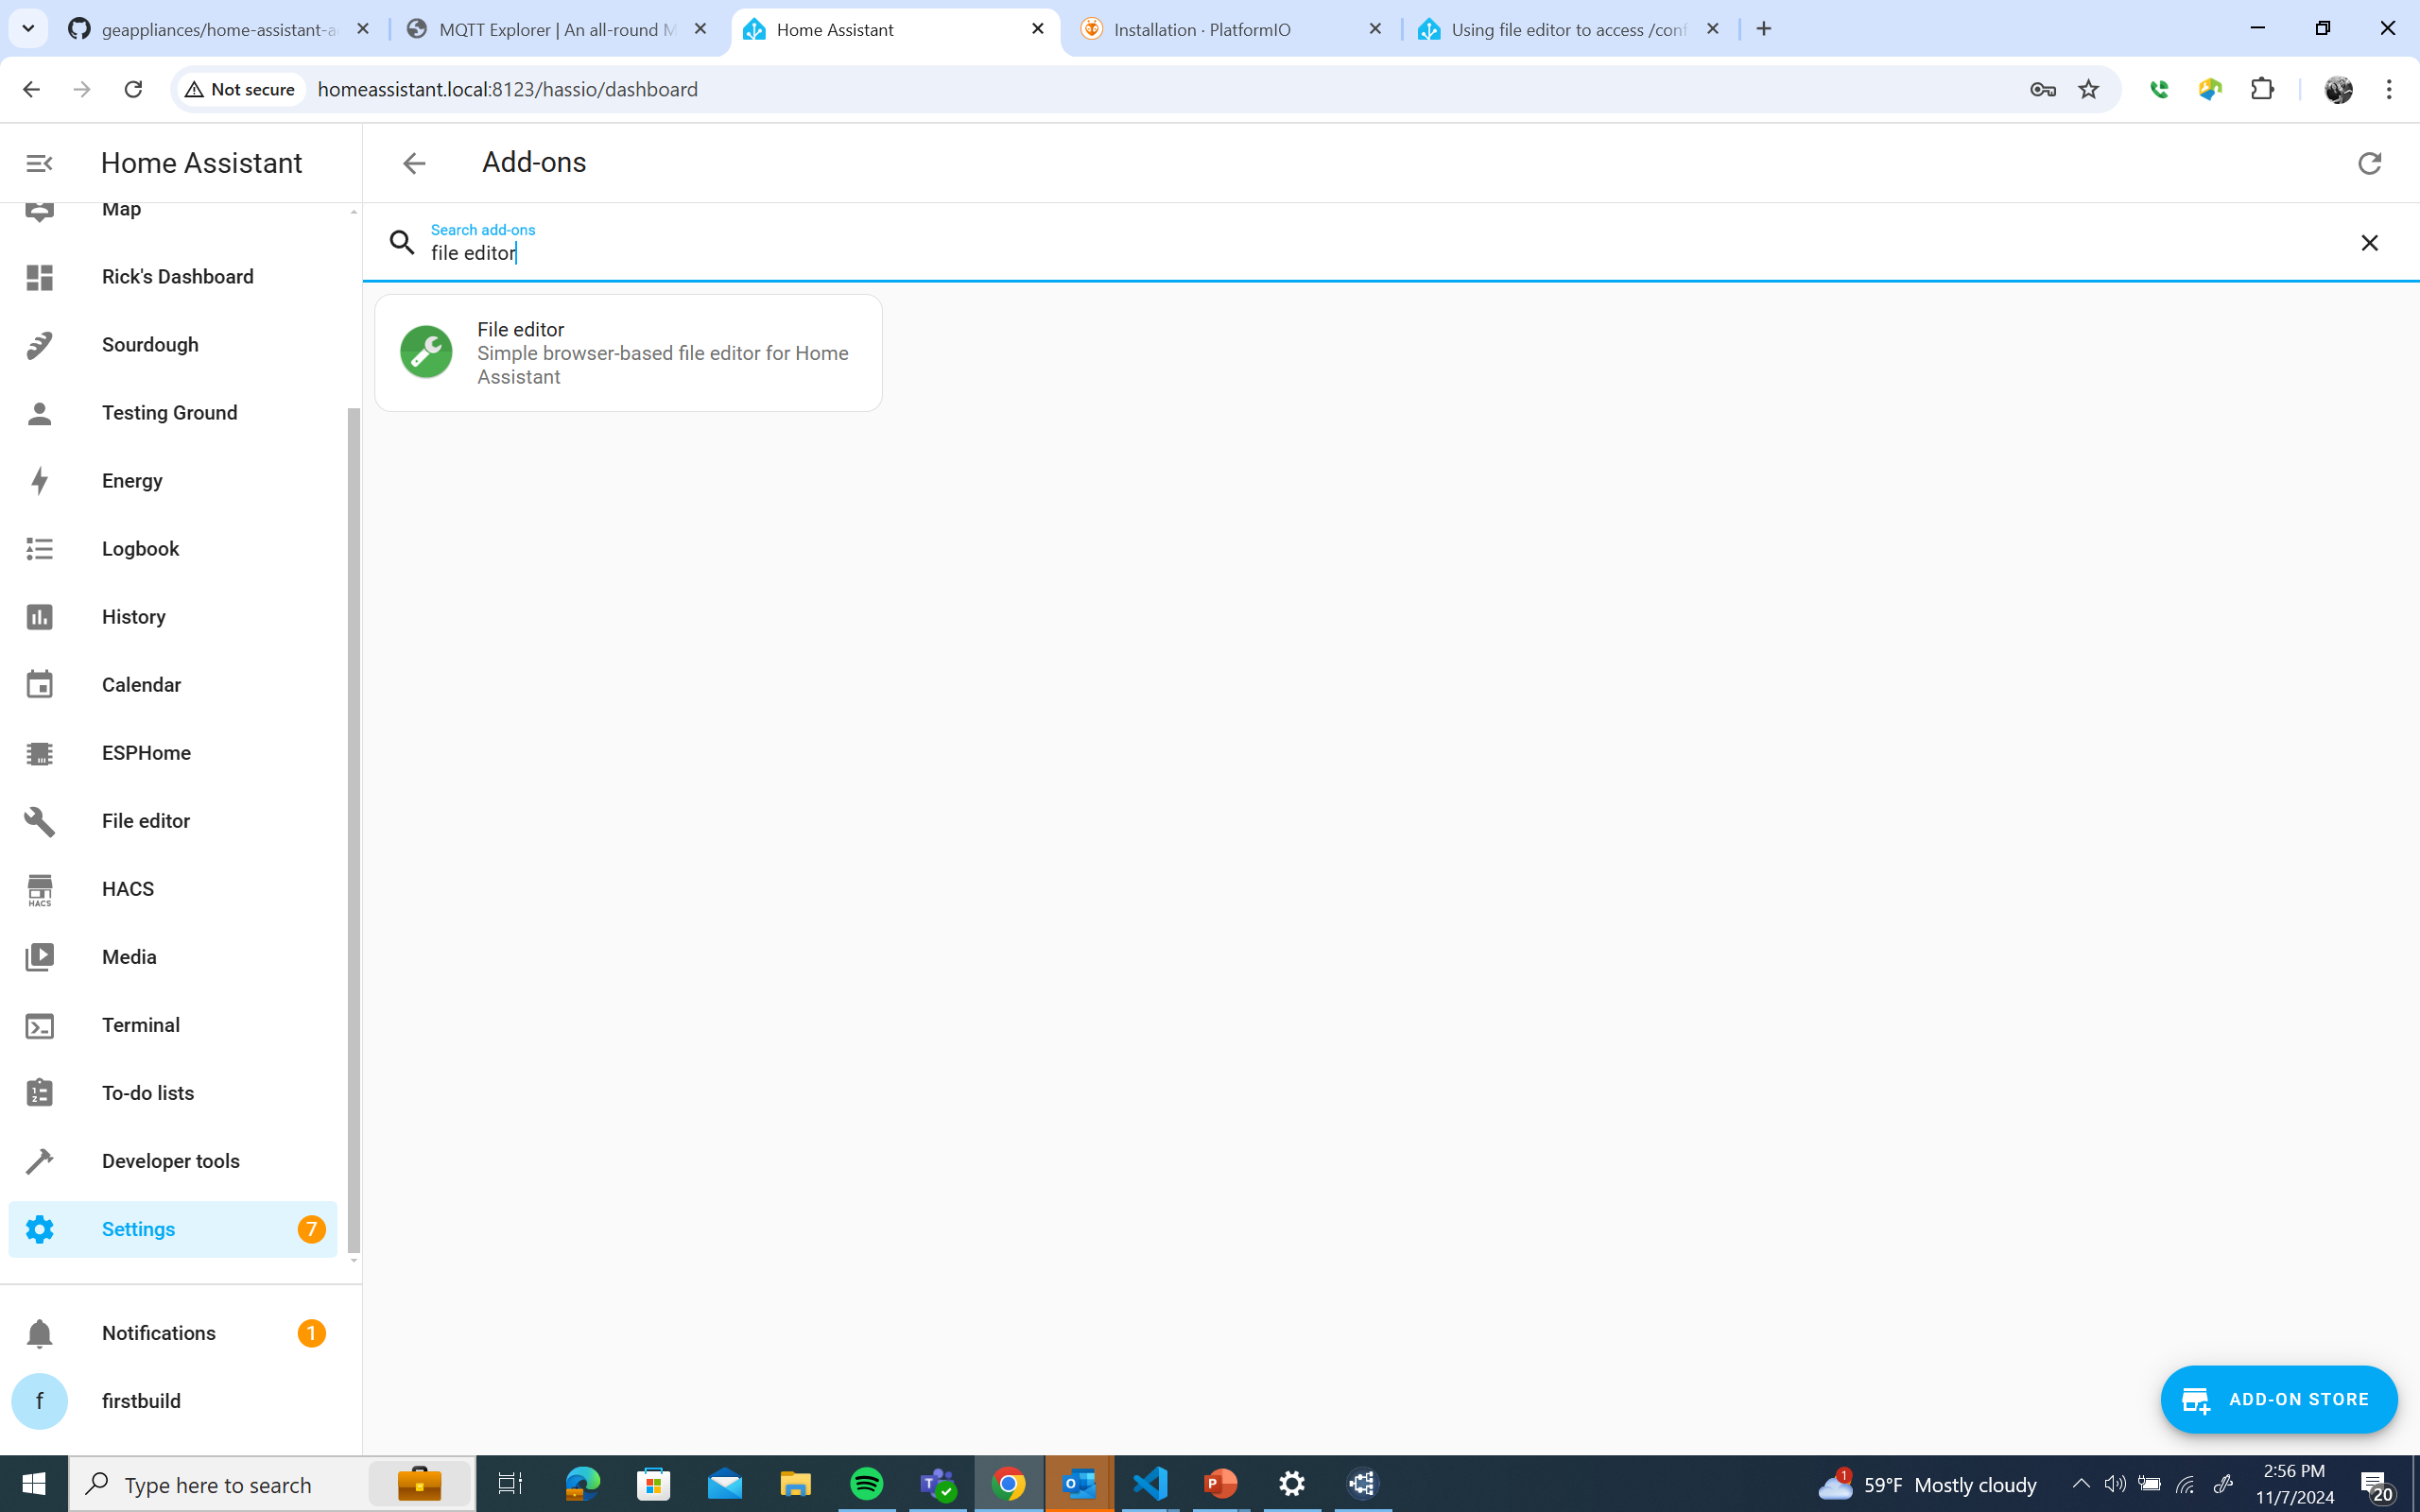 geappliances/home-assistant-a
MQTT Explorer | An all-round M
Home Assistant
Installation · PlatformIO
Using file editor to access /conf
Not secure
homeassistant.local:8123/hassio/dashboard
Home Assistant
Add-ons
Map
Search add-ons
file editor
Rick's Dashboard
File editor
Simple browser-based file editor for Home
Assistant
Sourdough
Testing Ground
Energy
Logbook
History
Calendar
ESPHome
File editor
HACS
HACS
Media
Terminal
To-do lists
Developer tools
Settings
7
Notifications
1
f
firstbuild
ADD-ON STORE
Type here to search
1
59°F Mostly cloudy
2:56 PM
11/7/2024
20